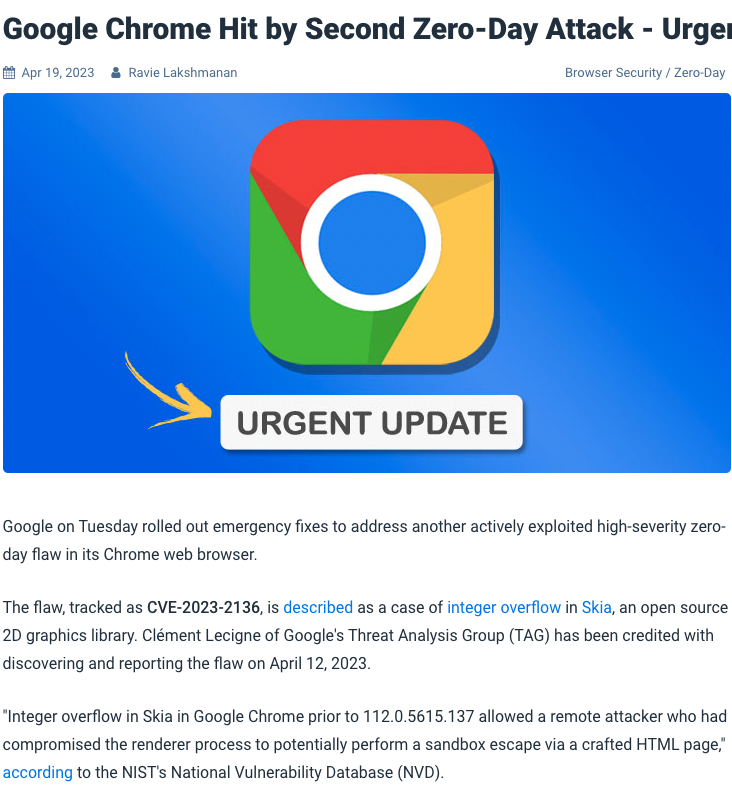 Google Chrome Hit by Second Zero-Day Attack -
Apr 19, 2023 Ravie Lakshmanan Browser Security / Zero-Day
URGENT UPDATE
Google on Tuesday rolled out emergency fixes to address another actively exploited high-severity zero-
day flaw in its Chrome web browser.
The flaw, tracked as CVE-2023-2136, is described as a case of integer overflow in Skia, an open source
2D graphics library. Clément Lecigne of Google's Threat Analysis Group (TAG) has been credited with
discovering and reporting the flaw on April 12, 2023.
"Integer overflow in Skia in Google Chrome prior to 112.0.5615.137 allowed a remote attacker who had
compromised the renderer process to potentially perform a sandbox escape via a crafted HTML page,"
according to the NIST's National Vulnerability Database (NVD).